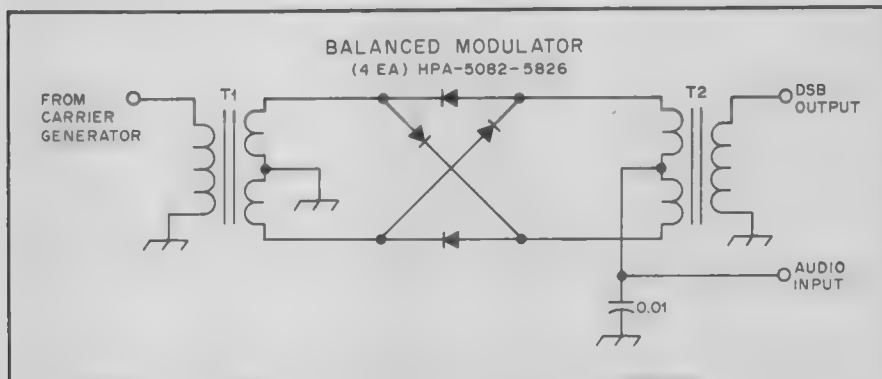 BALANCED MODULATOR
(4 EA) HPA-5082-5826
FROM
CARRIER
GENERATOR
T1
T2
DSB
OUTPUT
AUDIO
INPUT
0.01